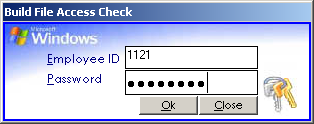 Build File Access Check
Microsoft
Windows
Employee ID 1121
Password ●●●●●●●●
Ok Close